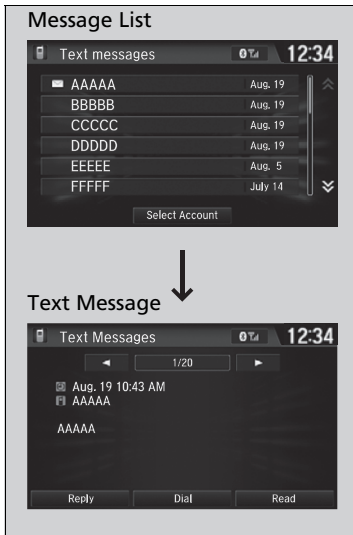 Message List
Text messages 12:34
AAAAA Aug. 19
BBBBB Aug. 19
CCCCC Aug. 19
DDDDD Aug. 19
EEEEE Aug. 5
FFFFF July 14
Select Account
Text Message
Text Messages 12:34
1/20
Aug. 19 10:43 AM
AAAAA
AAAAA
Reply Dial Read